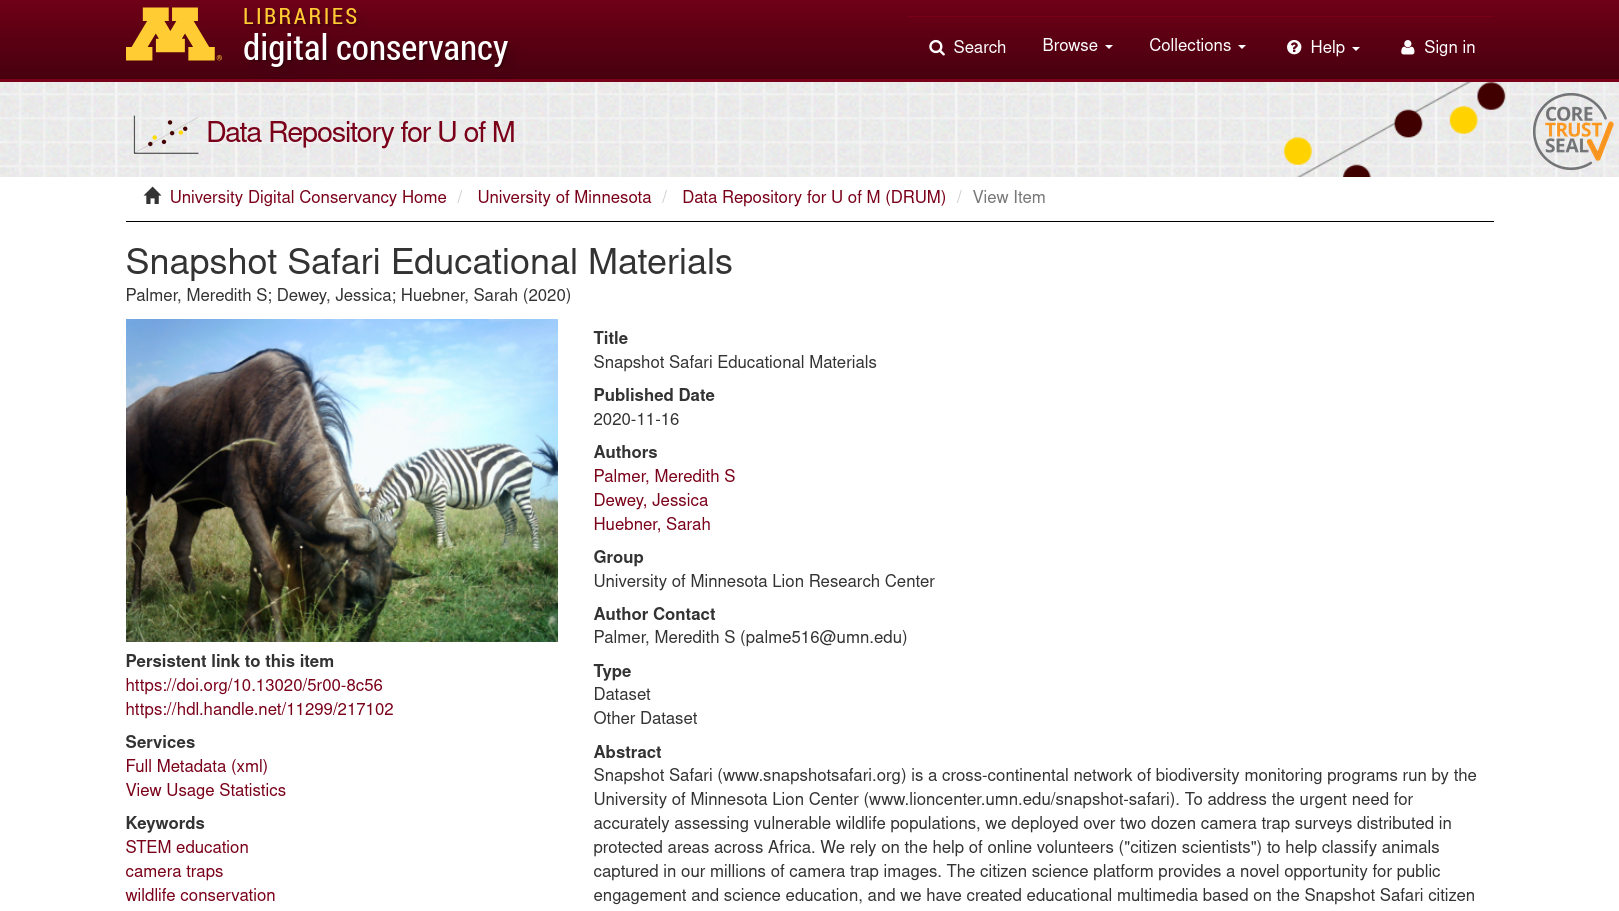 LIBRARIES
digital conservancy
Search Browse Collections Help Sign in
Data Repository for U of M
CORE
TRUST
SEAL
University Digital Conservancy Home / University of Minnesota / Data Repository for U of M (DRUM) / View Item
Snapshot Safari Educational Materials
Palmer, Meredith S; Dewey, Jessica; Huebner, Sarah (2020)
Persistent link to this item
https://doi.org/10.13020/5r00-8c56
https://hdl.handle.net/11299/217102
Services
Full Metadata (xml)
View Usage Statistics
Keywords
STEM education
camera traps
wildlife conservation
Title
Snapshot Safari Educational Materials
Published Date
2020-11-16
Authors
Palmer, Meredith S
Dewey, Jessica
Huebner, Sarah
Group
University of Minnesota Lion Research Center
Author Contact
Palmer, Meredith S (palme516@umn.edu)
Type
Dataset
Other Dataset
Abstract
Snapshot Safari (www.snapshotsafari.org) is a cross-continental network of biodiversity monitoring programs run by the
University of Minnesota Lion Center (www.lioncenter.umn.edu/snapshot-safari). To address the urgent need for
accurately assessing vulnerable wildlife populations, we deployed over two dozen camera trap surveys distributed in
protected areas across Africa. We rely on the help of online volunteers ("citizen scientists") to help classify animals
captured in our millions of camera trap images. The citizen science platform provides a novel opportunity for public
engagement and science education, and we have created educational multimedia based on the Snapshot Safari citizen